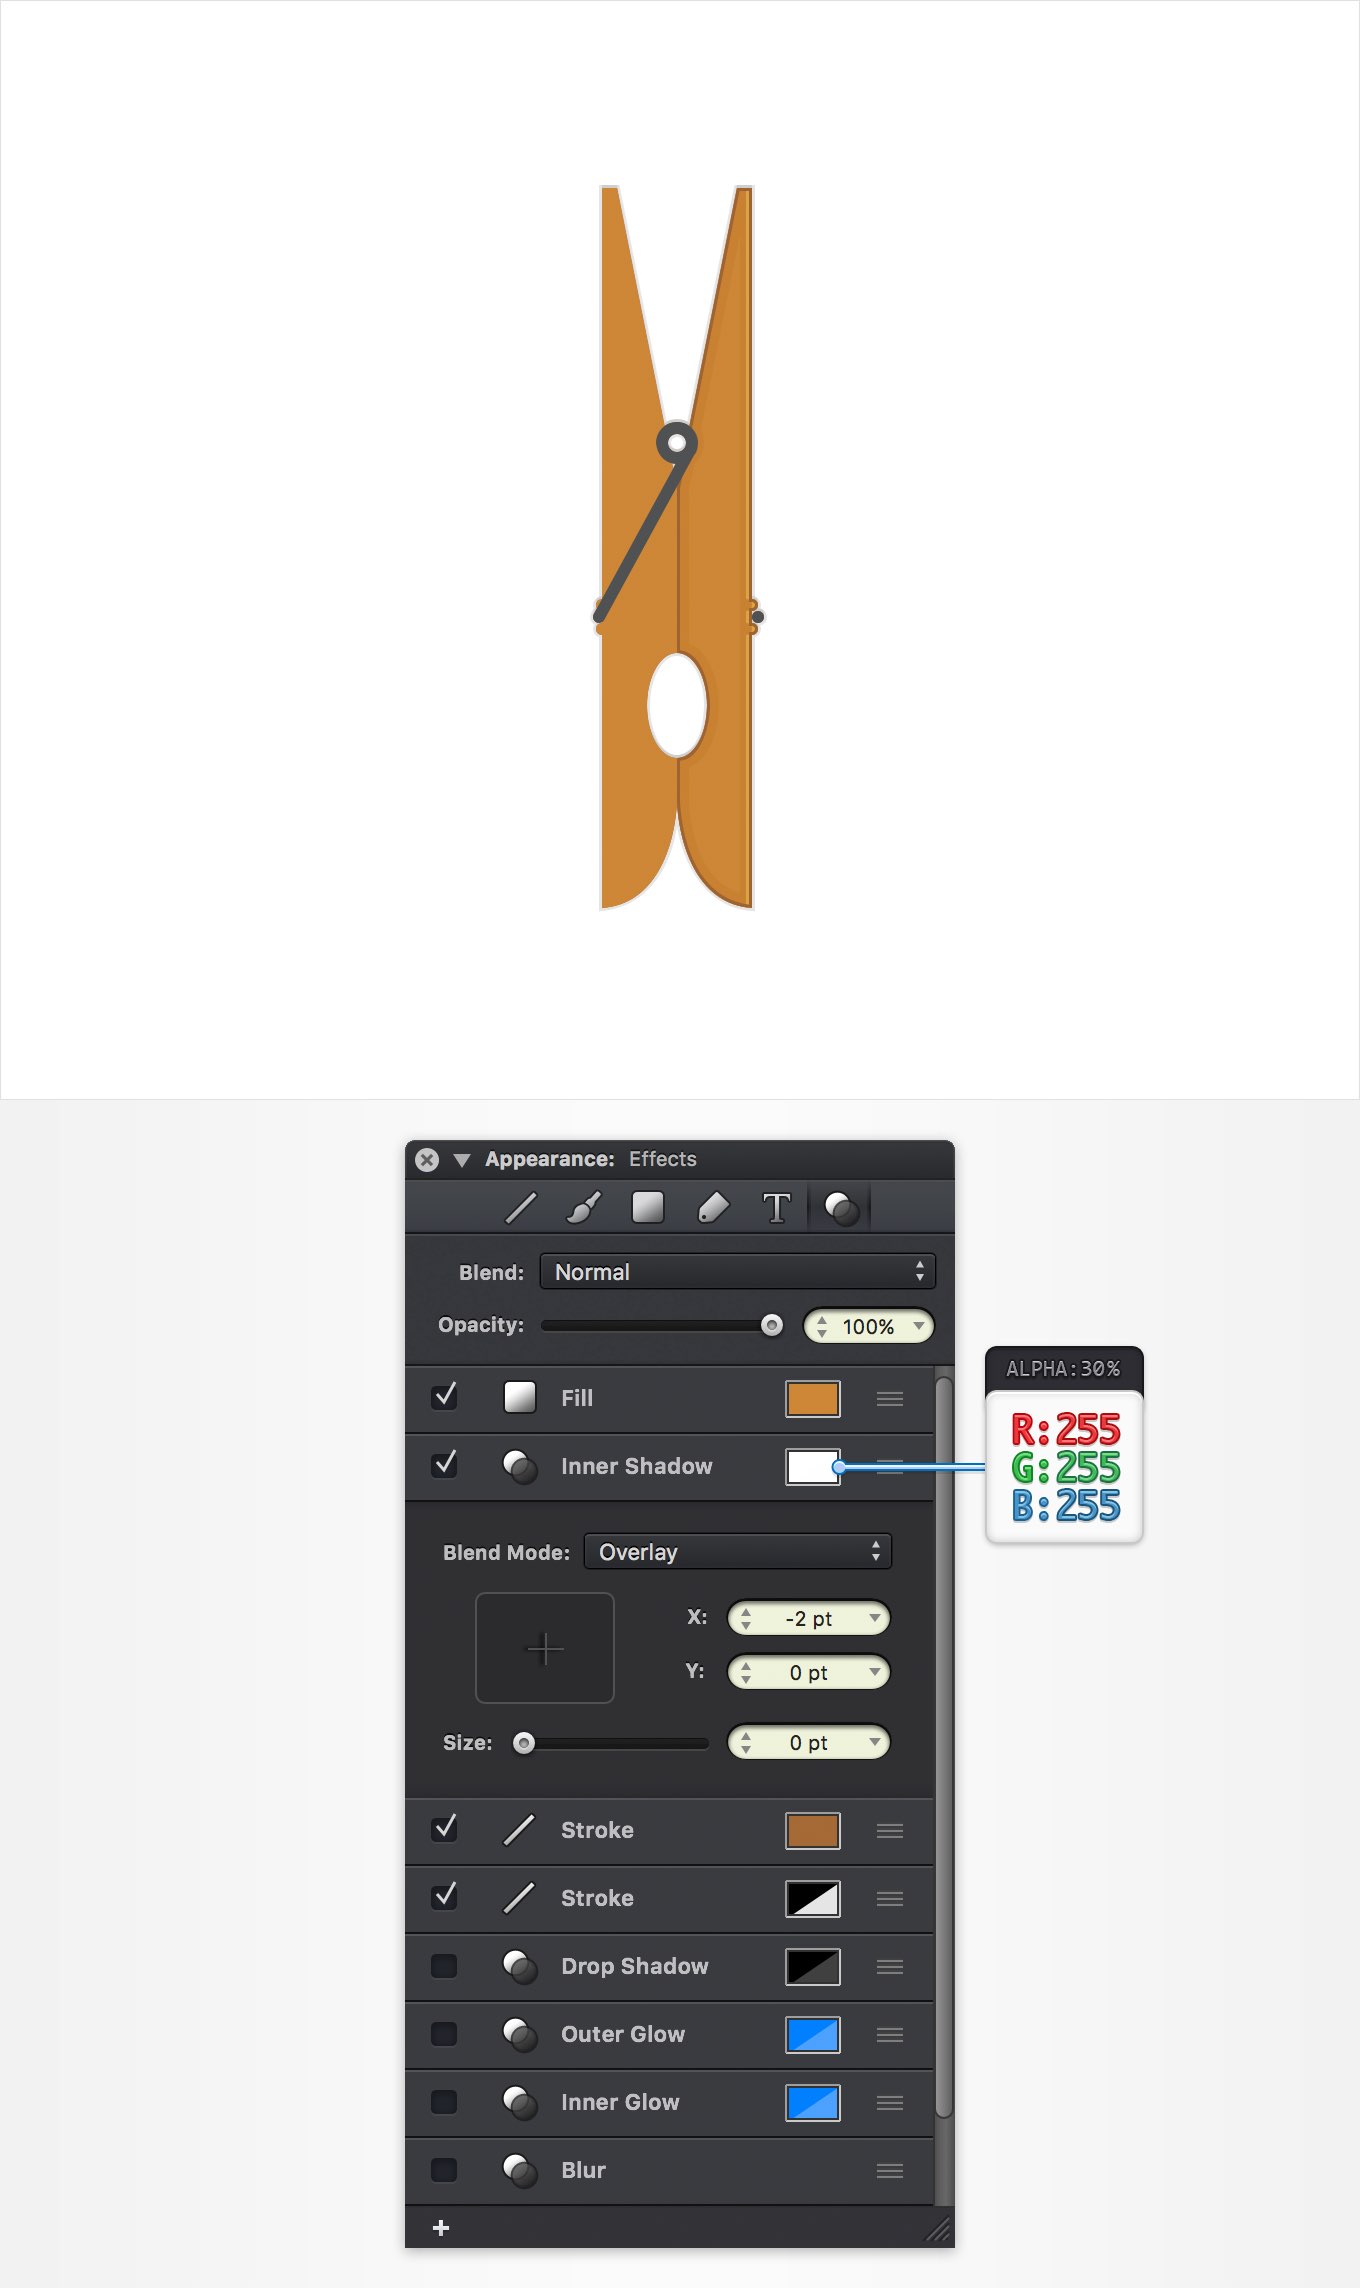 Appearance: Effects
T
Blend: Normal
Opacity: 100%
Fill
ALPHA:30%
Inner Shadow
R:255
G:255
B:255
Blend Mode: Overlay
X: -2 pt
Y: 0 pt
Size: 0 pt
Stroke
Stroke
Drop Shadow
Outer Glow
Inner Glow
Blur